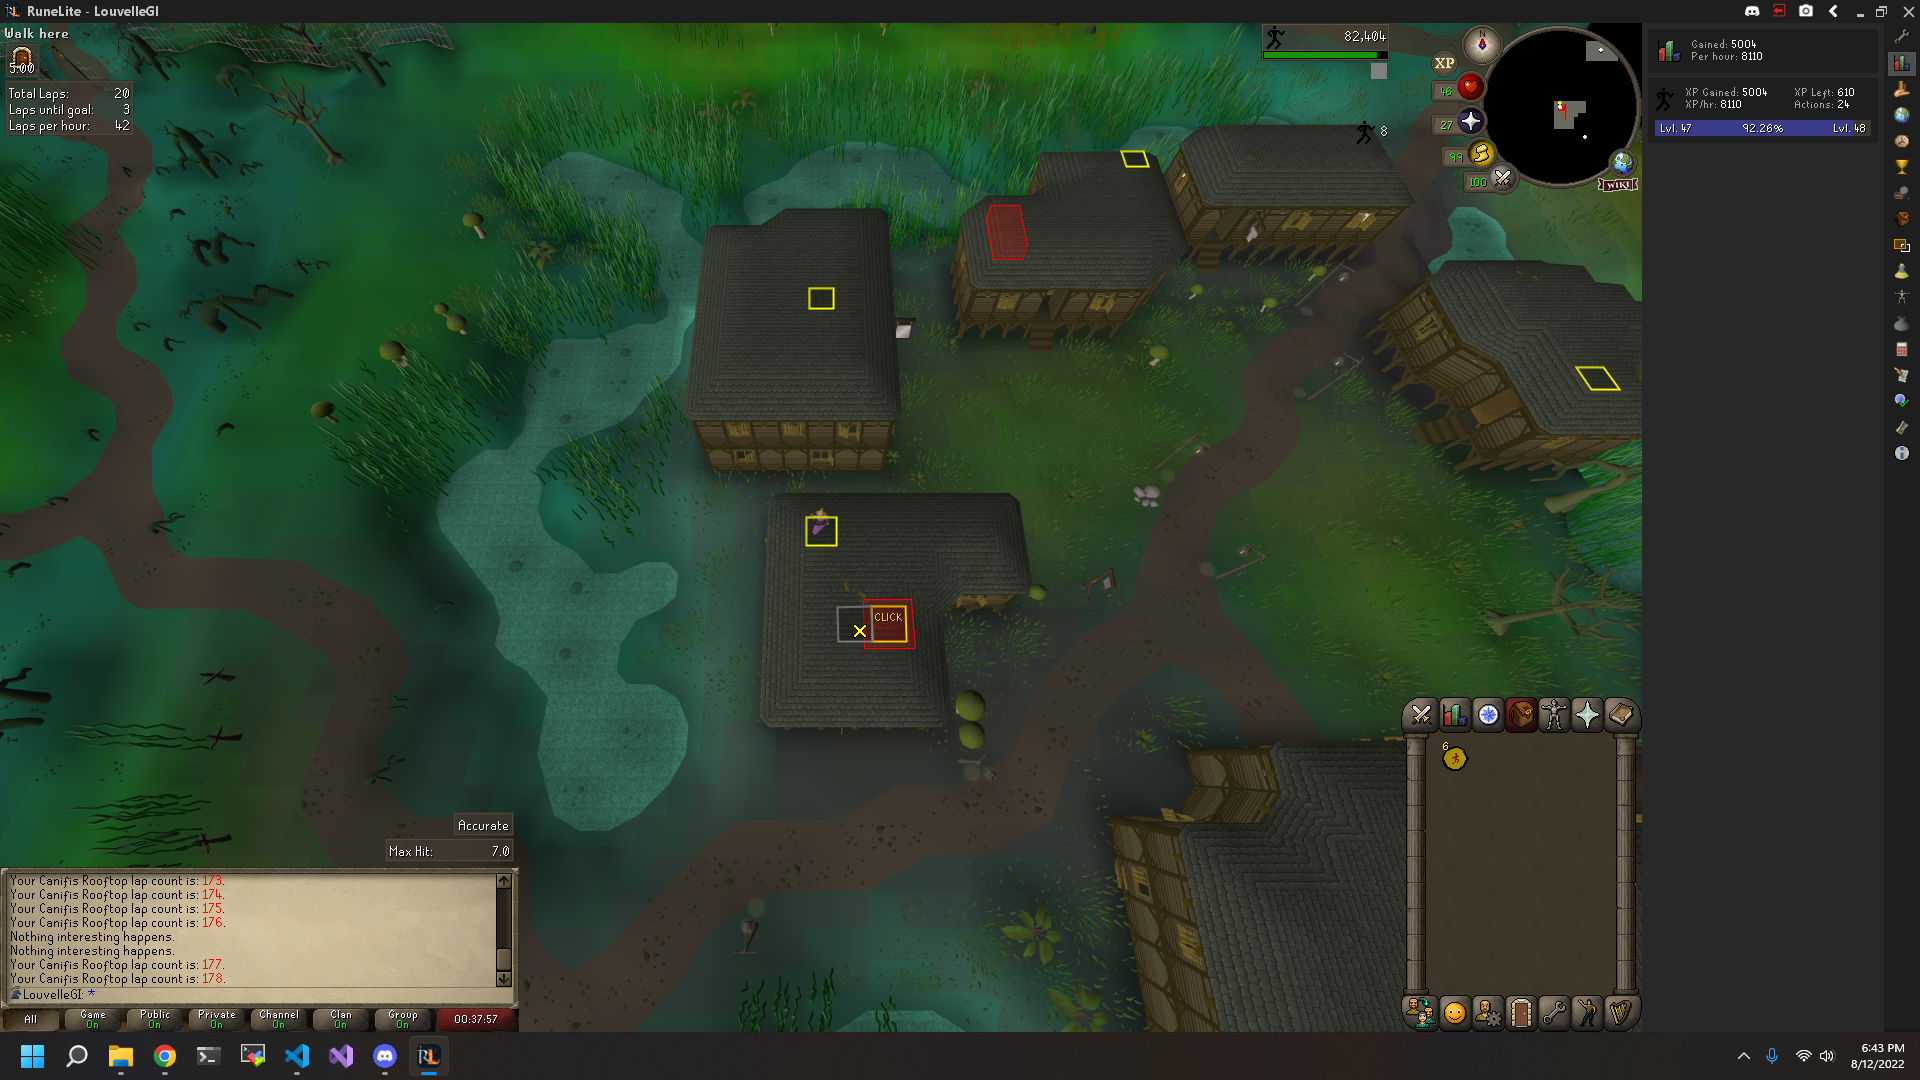 RuneLite - LouvelleGI
Walk here
5:00
Total Laps: 20
Laps until goal: 3
Laps per hour: 42
82,404
8
N
XP
46
27
99
100
WIKI
Gained: 5004
Per hour: 8110
XP Gained: 5004 XP Left: 610
XP/hr: 8110 Actions: 24
Lvl. 47 92.26% Lvl. 48
CLICK
6
Accurate
Max Hit: 7.0
Your Canifis Rooftop lap count is: 173.
Your Canifis Rooftop lap count is: 174.
Your Canifis Rooftop lap count is: 175.
Your Canifis Rooftop lap count is: 176.
Nothing interesting happens.
Nothing interesting happens.
Your Canifis Rooftop lap count is: 177.
Your Canifis Rooftop lap count is: 178.
LouvelleGI: *
All
Game On
Public On
Private On
Channel On
Clan On
Group On
00:37:57
6:43 PM
8/12/2022